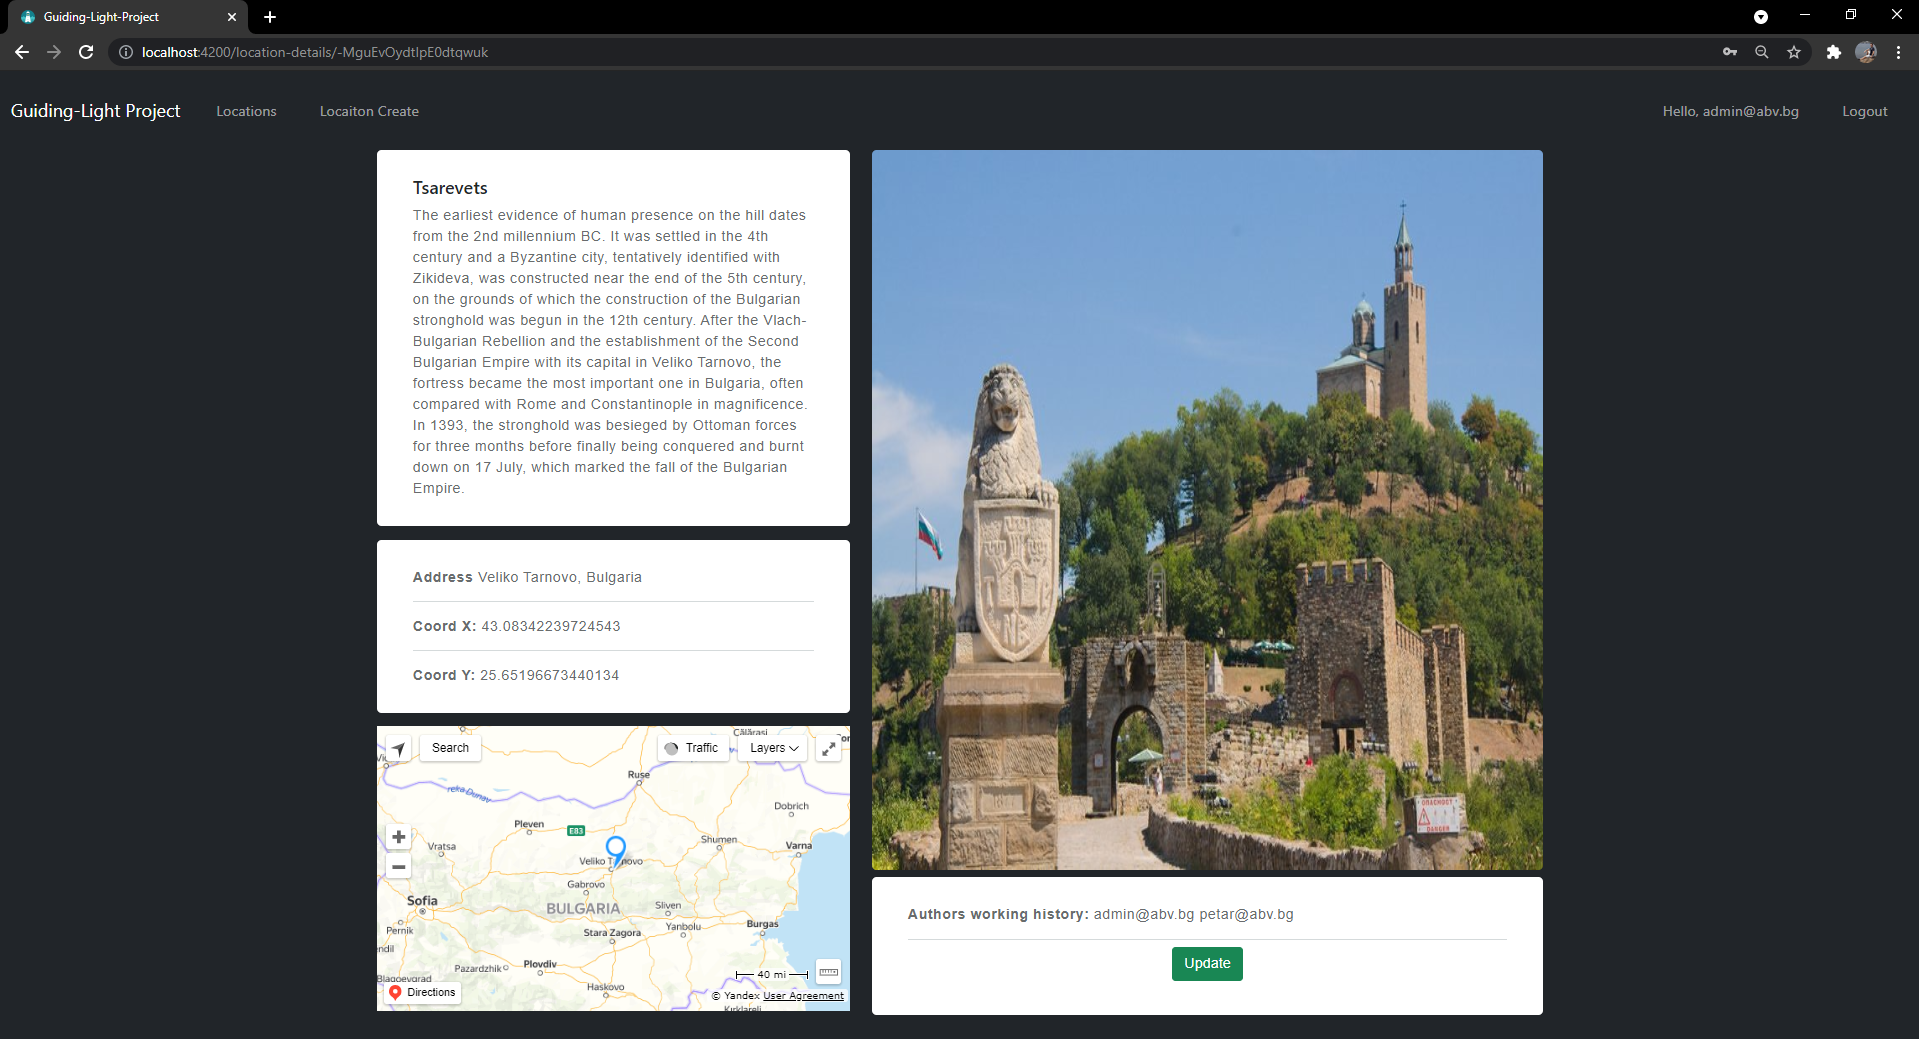 Guiding-Light-Project
localhost:4200/location-details/-MguEvOydtIpE0dtqwuk
Guiding-Light Project
Locations
Locaiton Create
Hello, admin@abv.bg
Logout
Tsarevets
The earliest evidence of human presence on the hill dates
from the 2nd millennium BC. It was settled in the 4th
century and a Byzantine city, tentatively identified with
Zikideva, was constructed near the end of the 5th century,
on the grounds of which the construction of the Bulgarian
stronghold was begun in the 12th century. After the Vlach-
Bulgarian Rebellion and the establishment of the Second
Bulgarian Empire with its capital in Veliko Tarnovo, the
fortress became the most important one in Bulgaria, often
compared with Rome and Constantinople in magnificence.
In 1393, the stronghold was besieged by Ottoman forces
for three months before finally being conquered and burnt
down on 17 July, which marked the fall of the Bulgarian
Empire.
Address Veliko Tarnovo, Bulgaria
Coord X: 43.08342239724543
Coord Y: 25.65196673440134
Search
Traffic
Layers
Călărași
Ruse
reka Dunav
Dobrich
Pleven
E83
Shumen
Varna
Vratsa
Veliko Tarnovo
Gabrovo
Sofia
BULGARIA
Sliven
Pernik
Stara Zagora
Yanbolu
Burgas
Plovdiv
Pazardzhik
Blagoevgrad
Haskovo
40 mi
Directions
© Yandex User Agreement
Kırklareli
ОПАСНОСТ
DANGER
Authors working history: admin@abv.bg petar@abv.bg
Update